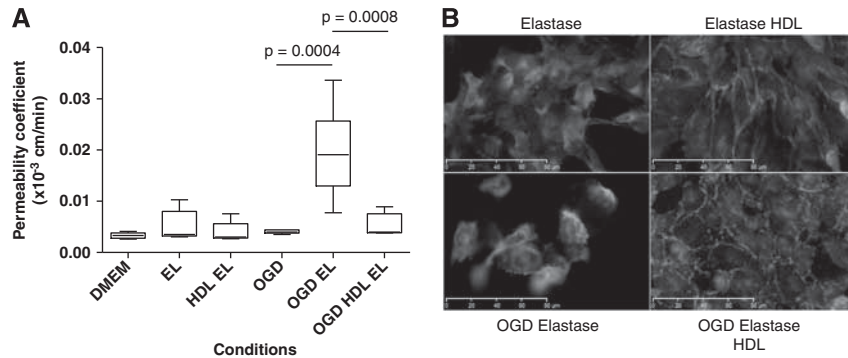 A
p = 0.0008
p = 0.0004
0.04
0.03
0.02
0.01
0.00
Permeability coefficient
(x10-3 cm/min)
DMEM
EL
HDL EL
OGD
OGD EL
OGD HDL EL
Conditions
B
Elastase
Elastase HDL
OGD Elastase
OGD Elastase
HDL